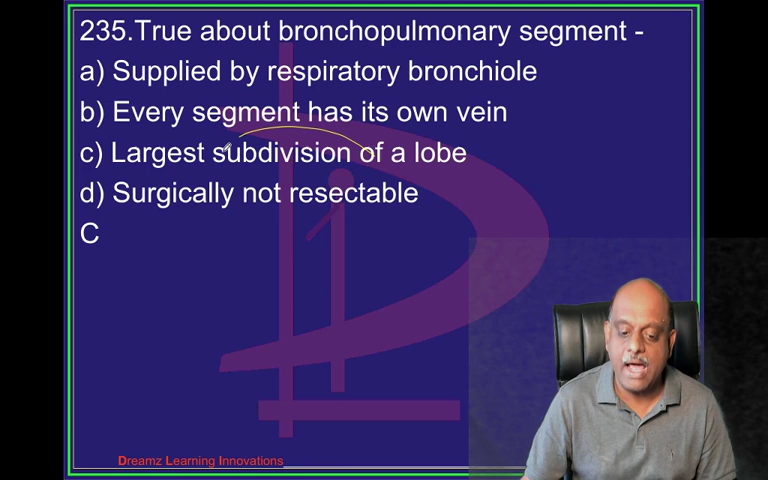 235.True about bronchopulmonary segment -
a) Supplied by respiratory bronchiole
b) Every segment has its own vein
c) Largest subdivision of a lobe
d) Surgically not resectable
C
Dreamz Learning Innovations